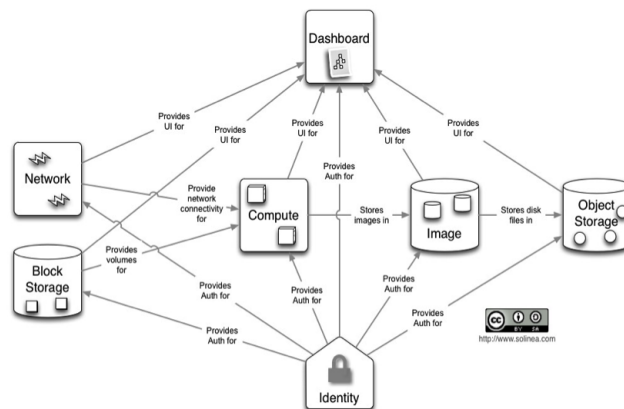 Dashboard
Provides
UI for
Provides
UI for
Provides
UI for
Provides
UI for
Provides
UI for
Provides
Auth for
Network
Provide
network
connectivity
for
Compute
Stores
images in
Image
Stores disk
files in
Object
Storage
Block
Storage
Provides
volumes
for
Provides
Auth for
Provides
Auth for
Provides
Auth for
Provides
Auth for
Provides
Auth for
Identity
cc
BY SA
http://www.solinea.com